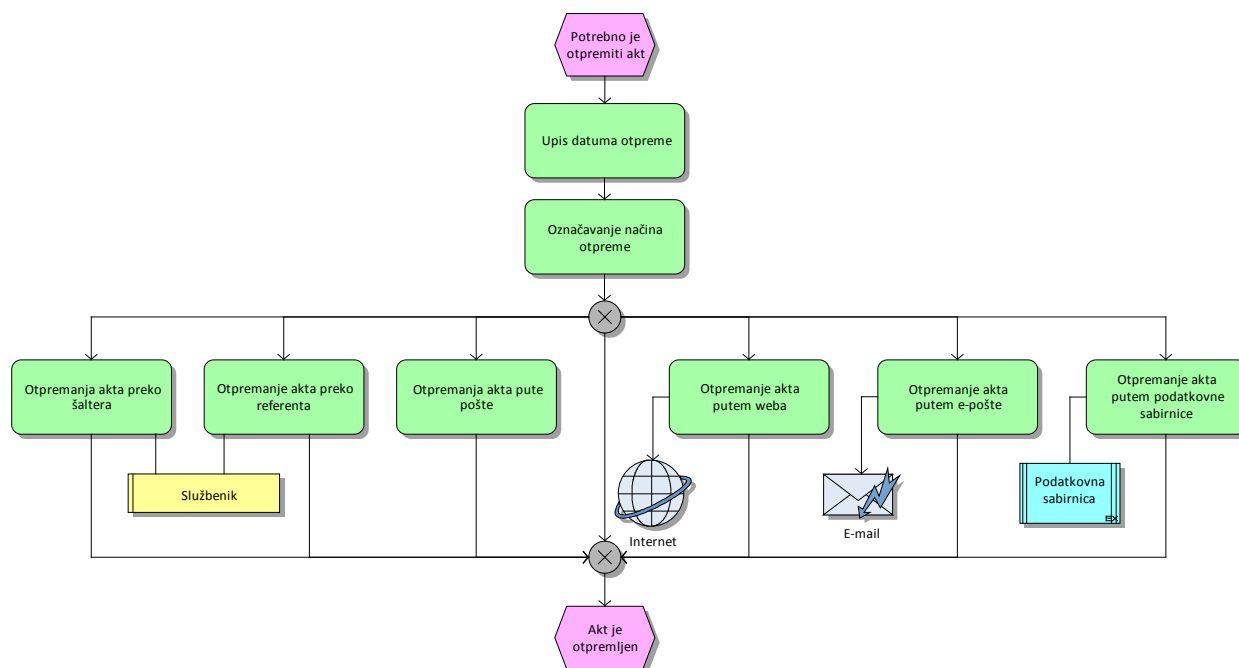 Potrebno je
otpremiti akt
Upis datuma otpreme
Označavanje načina
otpreme
Otpremanja akta preko
šaltera
Otpremanje akta preko
referenta
Otpremanja akta pute
pošte
Otpremanje akta
putem weba
Otpremanje akta
putem e-pošte
Otpremanje akta
putem podatkovne
sabirnice
Službenik
Internet
E-mail
Podatkovna
sabirnica
EX
Akt je
otpremljen